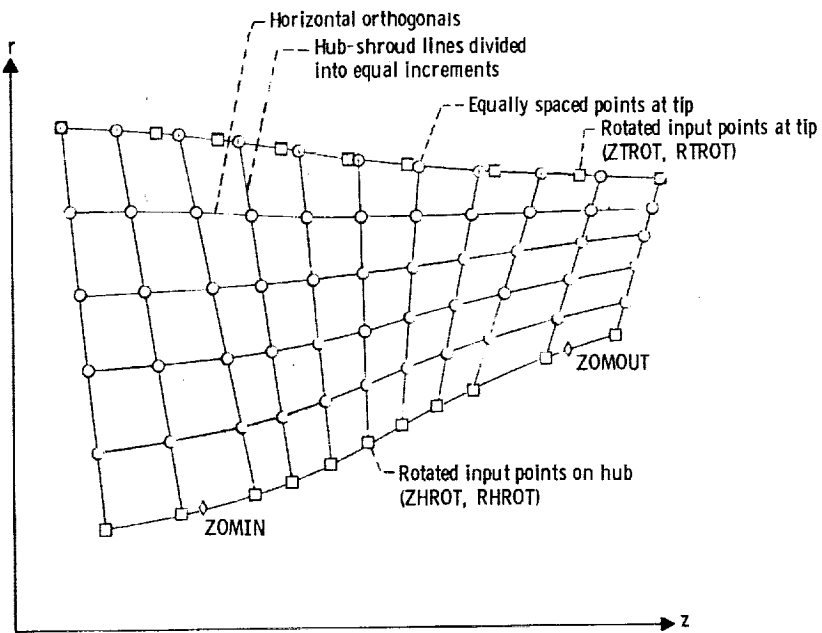 Horizontal orthogonals
Hub-shroud lines divided
into equal increments
r
Equally spaced points at tip
Rotated input points at tip
(ZTROT, RTROT)
ZOMOUT
Rotated input points on hub
(ZHROT, RHROT)
ZOMIN
z